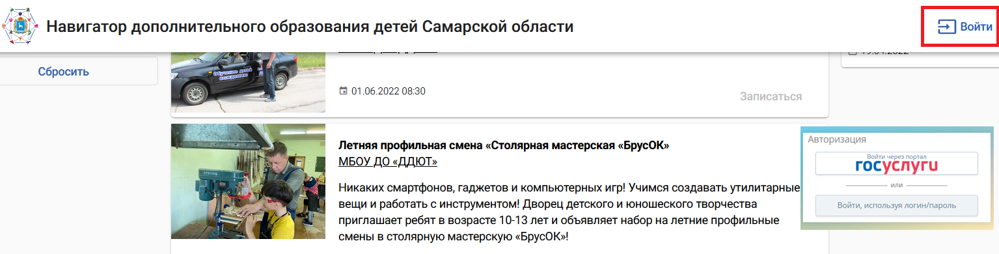 Навигатор дополнительного образования детей Самарской области
Войти
Сбросить
Обучение детей
вождению
01.06.2022 08:30
Записаться
Летняя профильная смена «Столярная мастерская «БрусОК»
МБОУ ДО «ДДЮТ»
Никаких смартфонов, гаджетов и компьютерных игр! Учимся создавать утилитарные
вещи и работать с инструментом! Дворец детского и юношеского творчества
приглашает ребят в возрасте 10-13 лет и объявляет набор на летние профильные
смены в столярную мастерскую «БрусОК»!
Авторизация
Войти через портал
госуслуги
или
Войти, используя логин/пароль